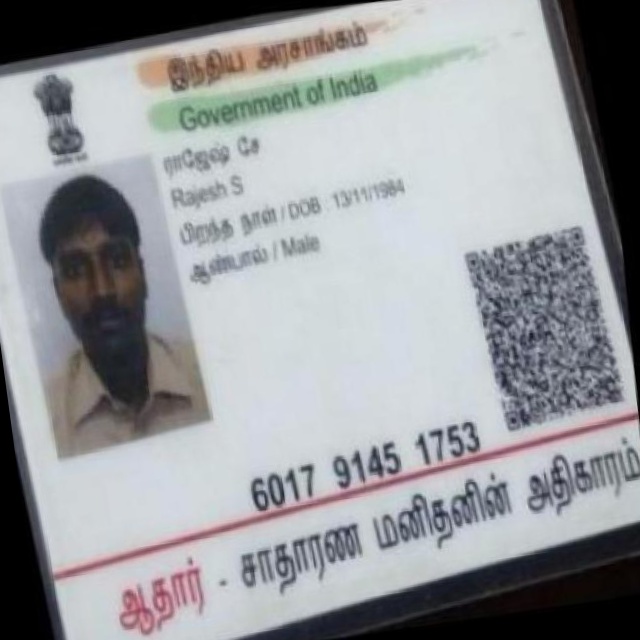 இந்திய அரசாங்கம்
Government of India
ராஜேஷ் சே
Rajesh S
பிறந்த நாள் / DOB 13/11/1984
ஆண்பால் / Male
6017 9145 1753
ஆதார் - சாதாரண மனிதனின் அதிகாரம்